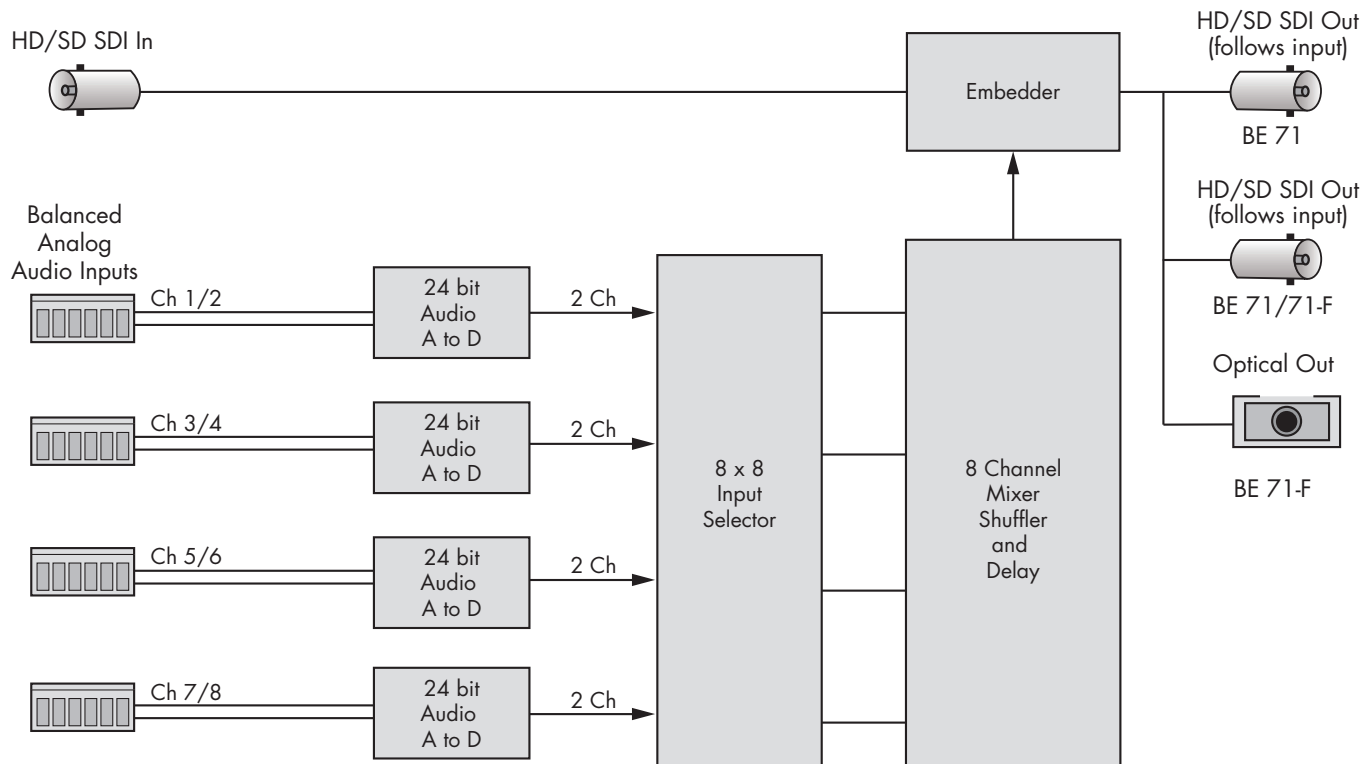 HD/SD SDI In
Embedder
HD/SD SDI Out
(follows input)
BE 71
HD/SD SDI Out
(follows input)
BE 71/71-F
Optical Out
BE 71-F
Balanced
Analog
Audio Inputs
Ch 1/2
24 bit
Audio
A to D
2 Ch
Ch 3/4
24 bit
Audio
A to D
2 Ch
Ch 5/6
24 bit
Audio
A to D
2 Ch
Ch 7/8
24 bit
Audio
A to D
2 Ch
8 x 8
Input
Selector
8 Channel
Mixer
Shuffler
and
Delay